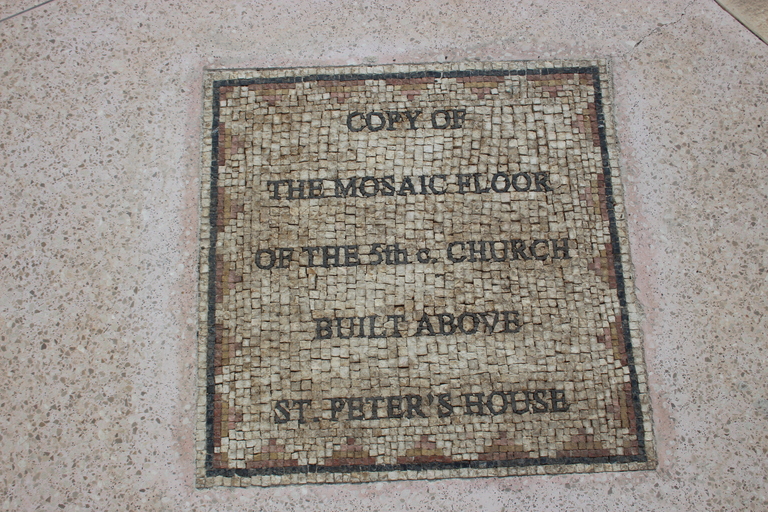 COPY OF
THE MOSAIC FLOOR
OF THE 5th c. CHURCH
BUILT ABOVE
ST. PETER'S HOUSE